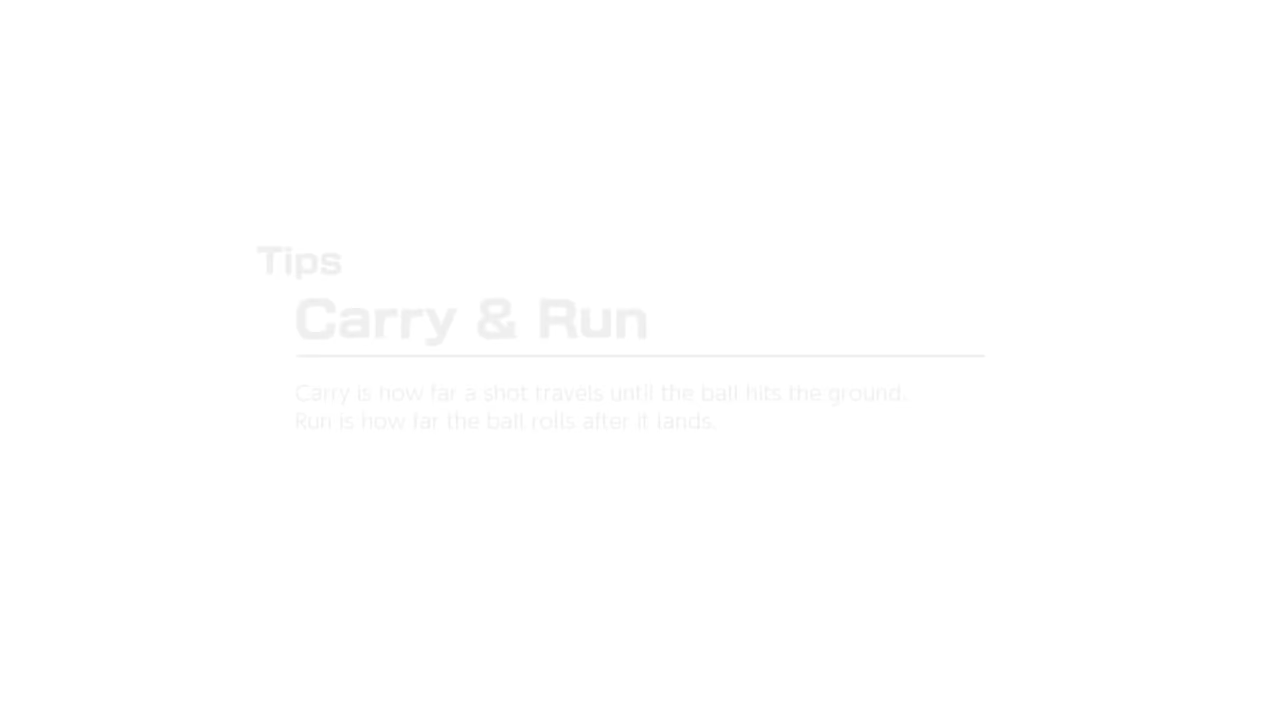 Tips
Carry & Run
Carry is how far a shot travels until the ball hits the ground.
Run is how far the ball rolls after it lands.